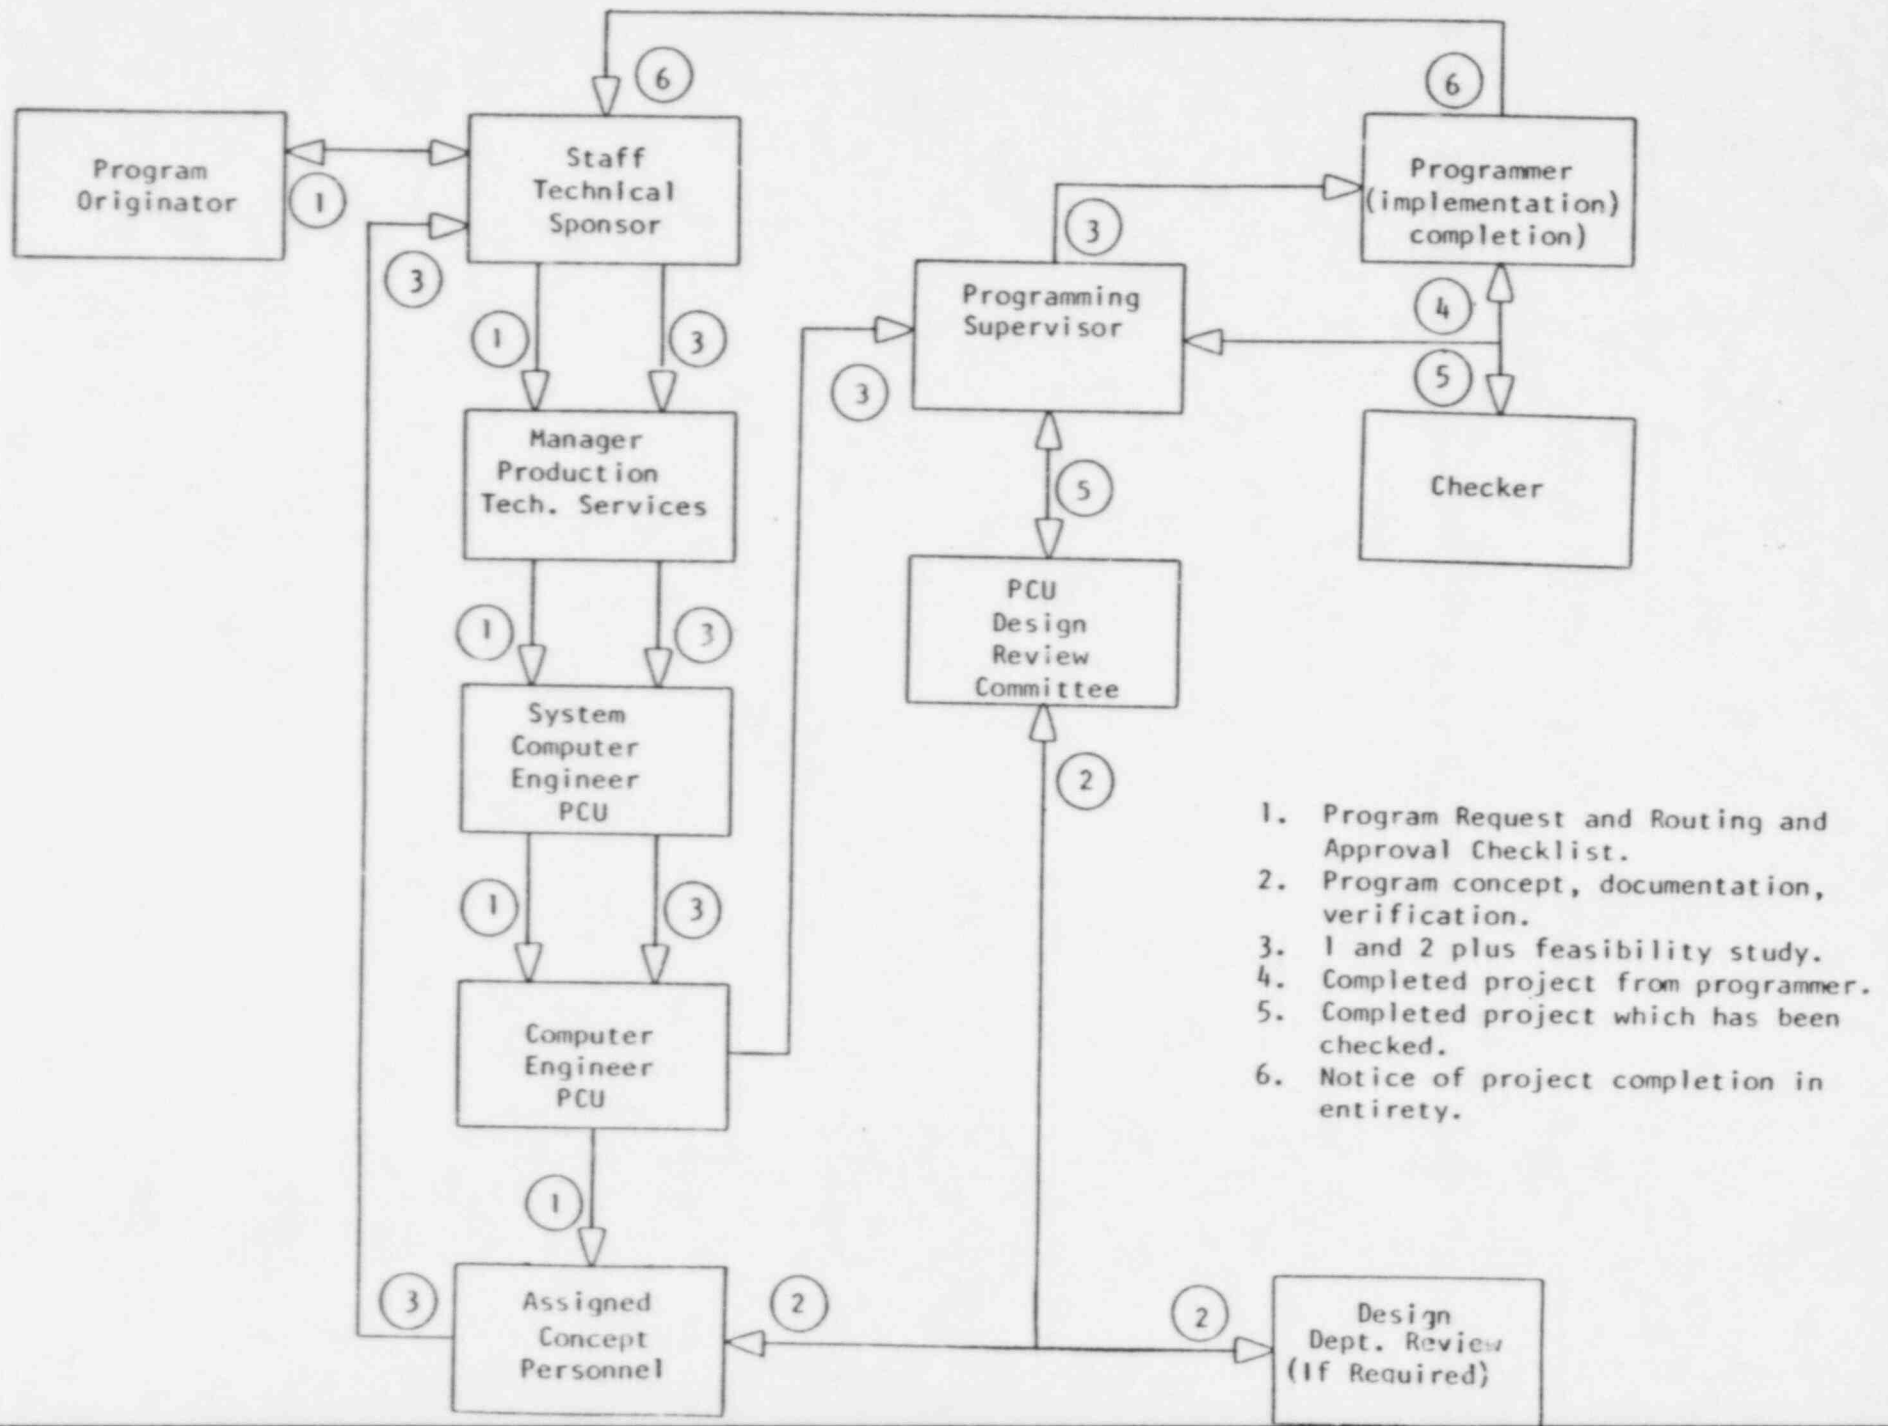 6
6
Program
Originator
1
Staff
Technical
Sponsor
Programmer
(implementation)
completion)
3
3
1
3
Programming
Supervisor
4
3
5
Manager
Production
Tech. Services
Checker
5
1
3
PCU
Design
Review
Committee
System
Computer
Engineer
PCU
2
1
3
1. Program Request and Routing and
Approval Checklist.
2. Program concept, documentation,
verification.
3. 1 and 2 plus feasibility study.
4. Completed project from programmer.
5. Completed project which has been
checked.
6. Notice of project completion in
entirety.
Computer
Engineer
PCU
1
3
Assigned
Concept
Personnel
2
2
Design
Dept. Review
(If Required)